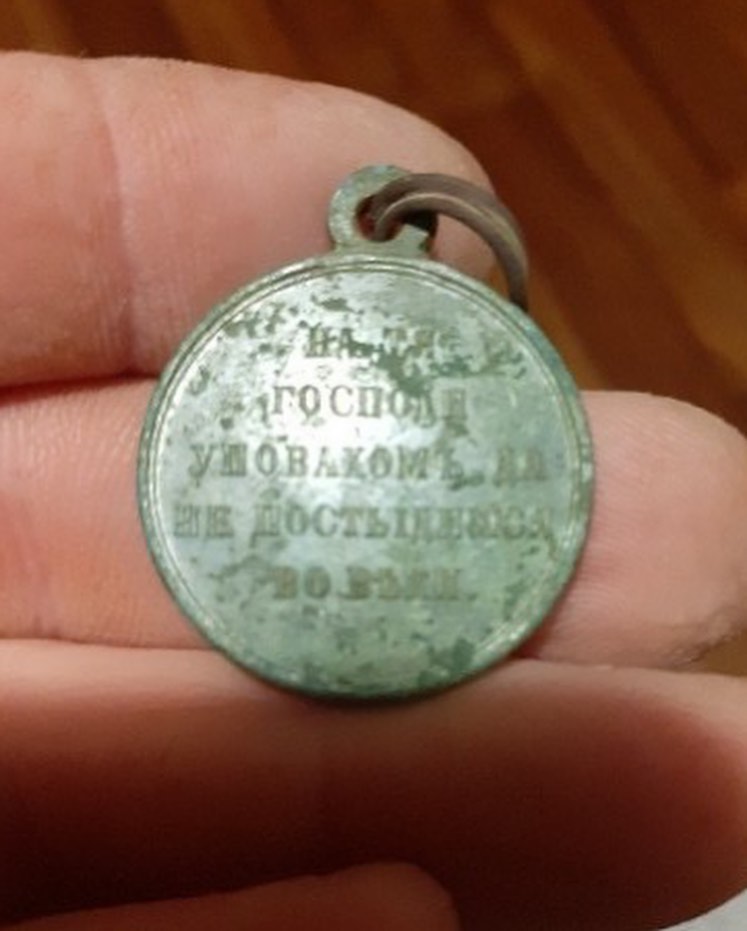 НА ТЯ
ГОСПОДИ
УПОВАХОМЪ, ДА
НЕ ПОСТЫДИМСЯ
ВО ВѢКИ.